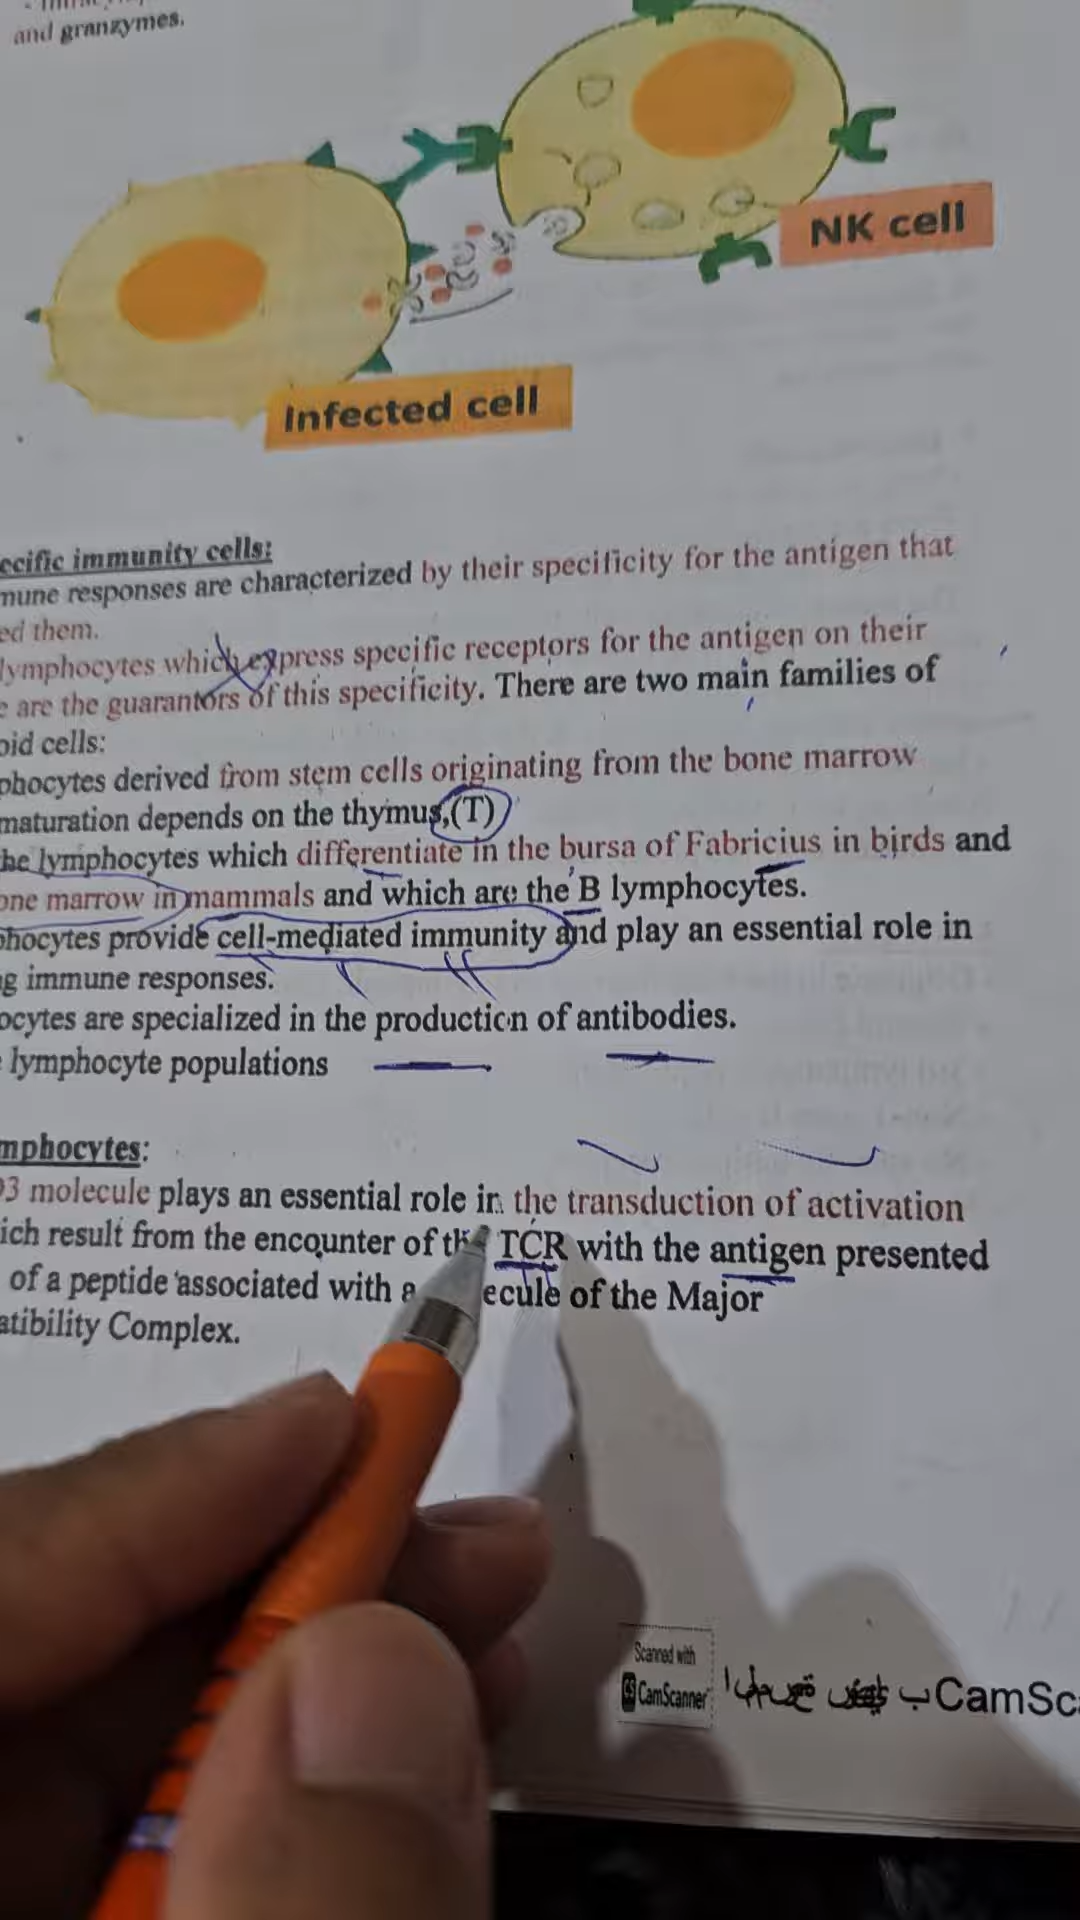 and granzymes.
NK cell
Infected cell
ecific immunity cells:
mune responses are characterized by their specificity for the antigen that
ed them.
lymphocytes which express specific receptors for the antigen on their
e are the guarantors of this specificity. There are two main families of
oid cells:
phocytes derived from stem cells originating from the bone marrow
maturation depends on the thymus,(T)
he lymphocytes which differentiate in the bursa of Fabricius in birds and
one marrow in mammals and which are the B lymphocytes.
phocytes provide cell-mediated immunity and play an essential role in
g immune responses.
ocytes are specialized in the production of antibodies.
lymphocyte populations
mphocytes:
D3 molecule plays an essential role in the transduction of activation
ich result from the encounter of th TCR with the antigen presented
of a peptide associated with a ecule of the Major
atibility Complex.
Scanned with
CS CamScanner
CamSc